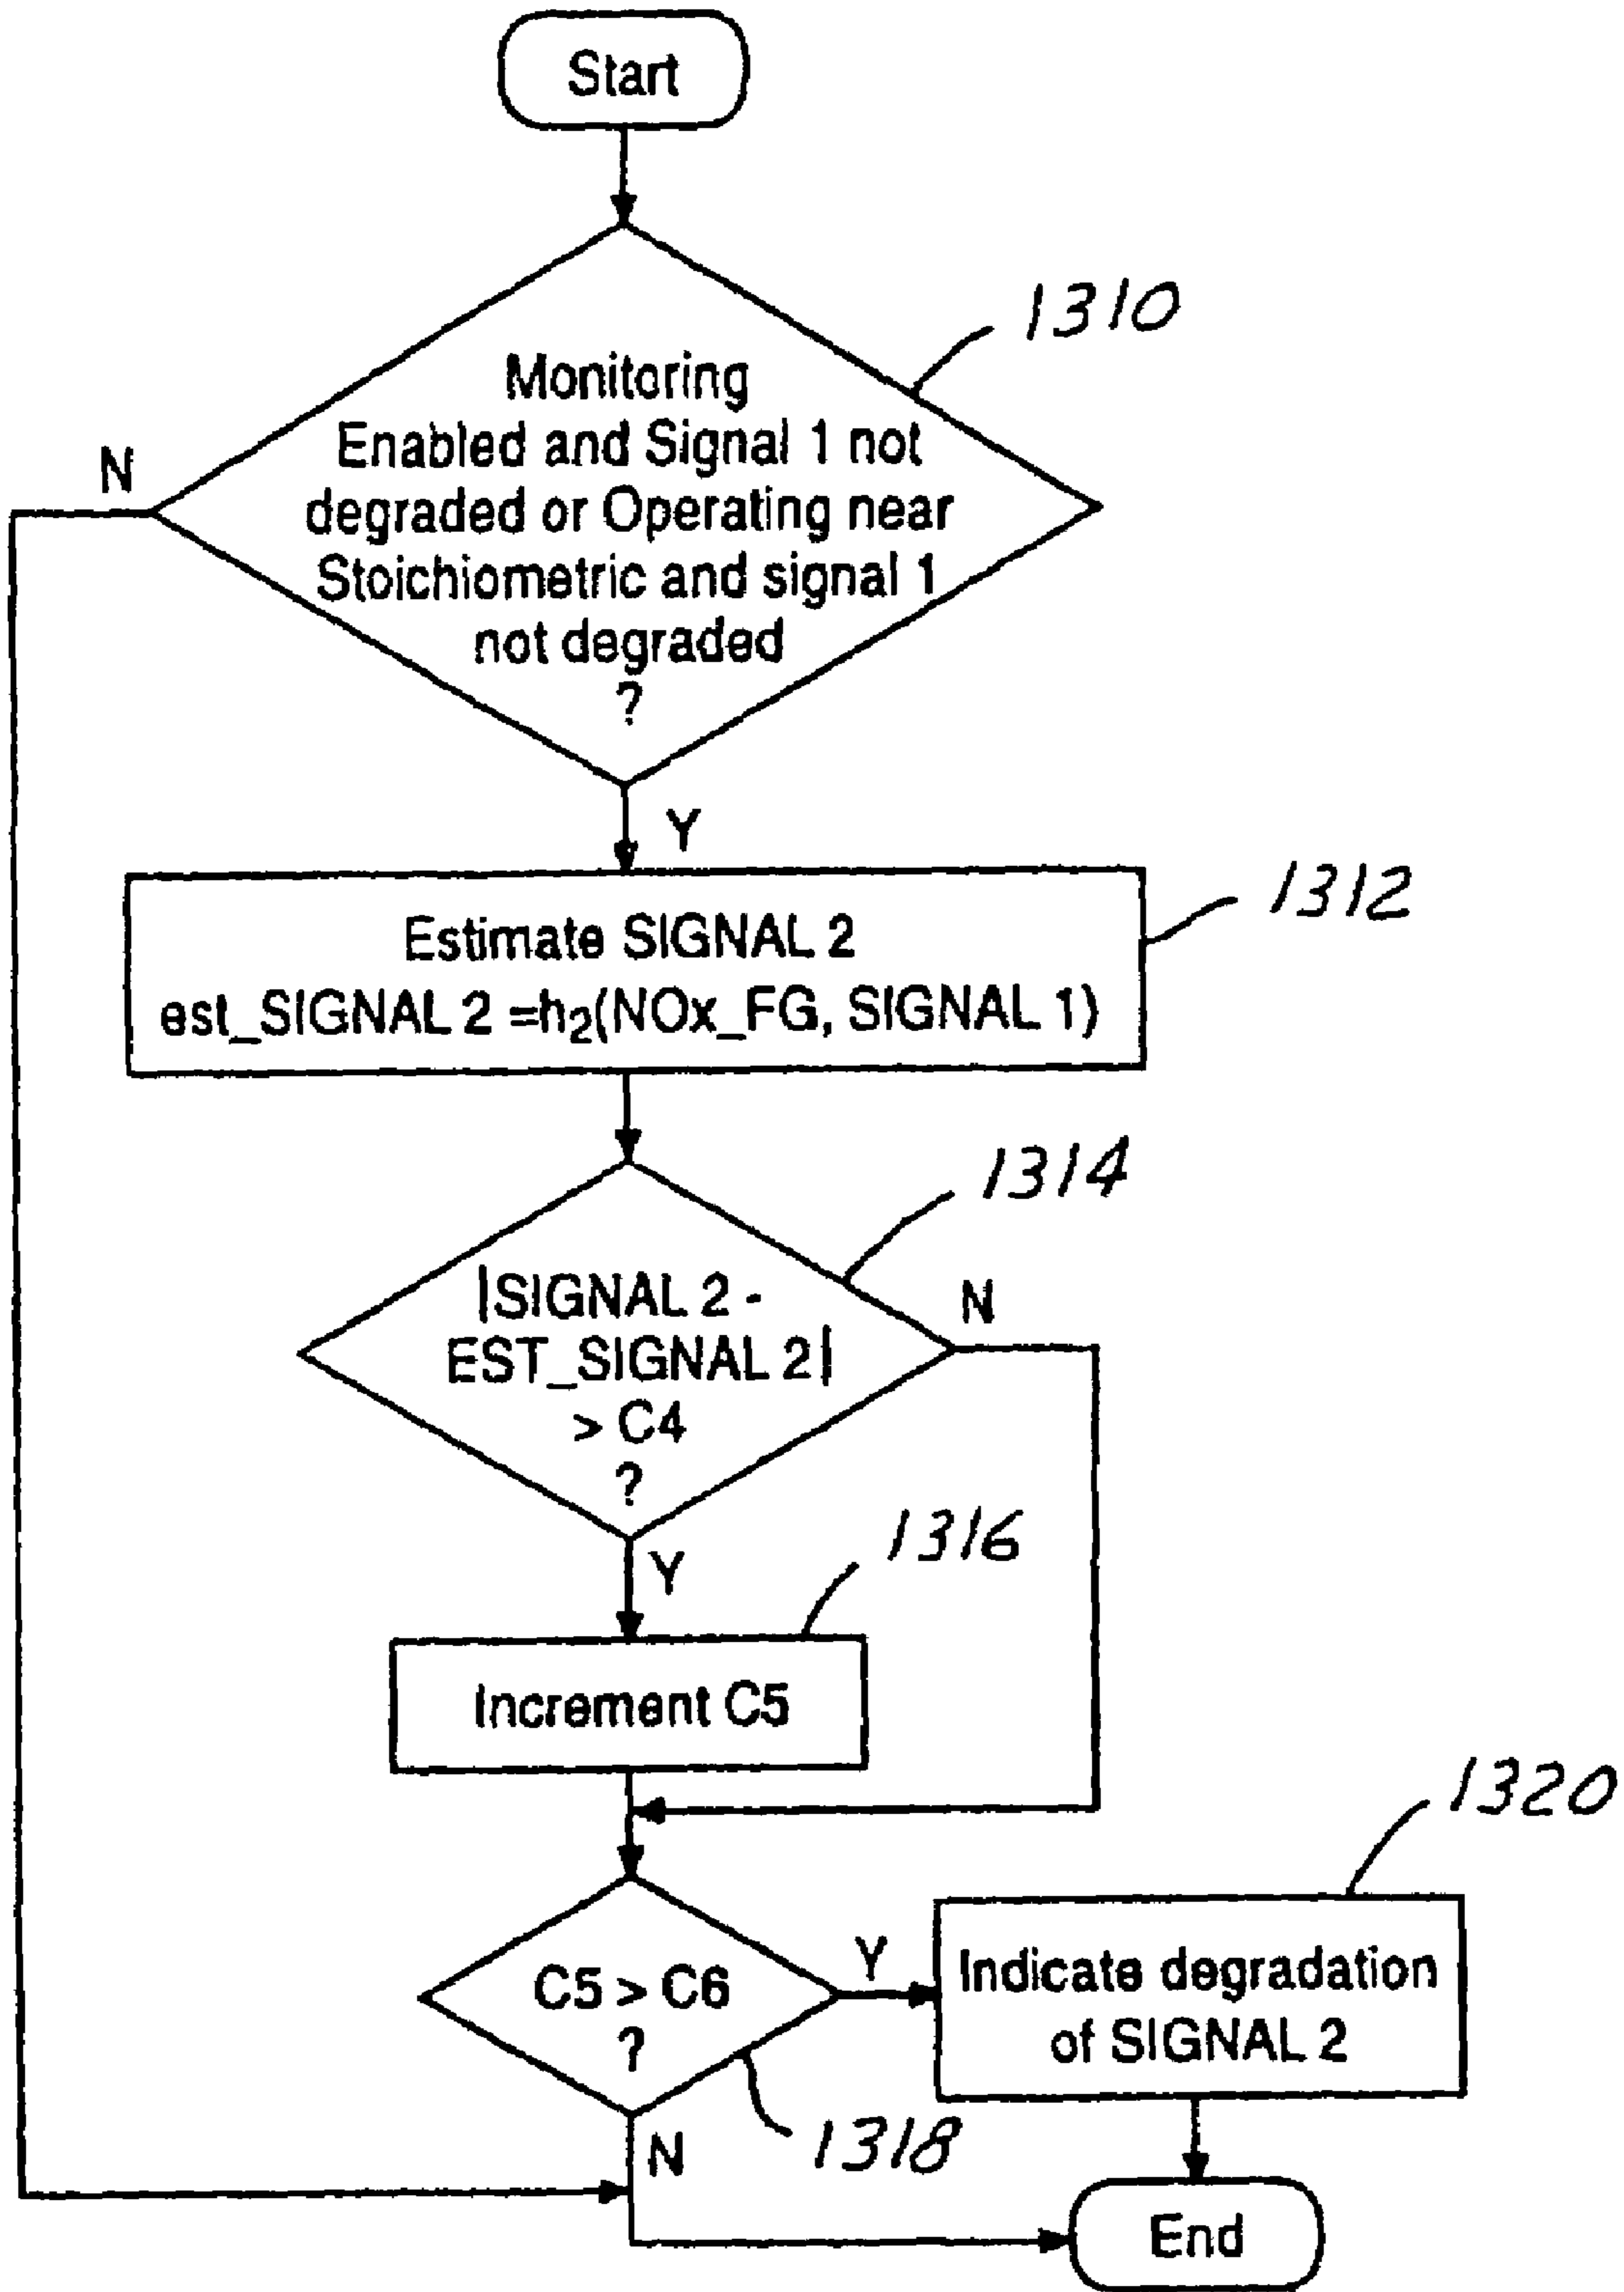 Start
1310
Monitoring
Enabled and Signal 1 not
degraded or Operating near
Stoichiometric and signal 1
not degraded
?
N
Y
1312
Estimate SIGNAL 2
est_SIGNAL 2 =h₂(NOx_FG, SIGNAL 1)
1314
|SIGNAL 2 -
EST_SIGNAL 2|
> C4
?
N
Y
1316
Increment C5
1320
C5 > C6
?
Y
Indicate degradation
of SIGNAL 2
1318
N
End